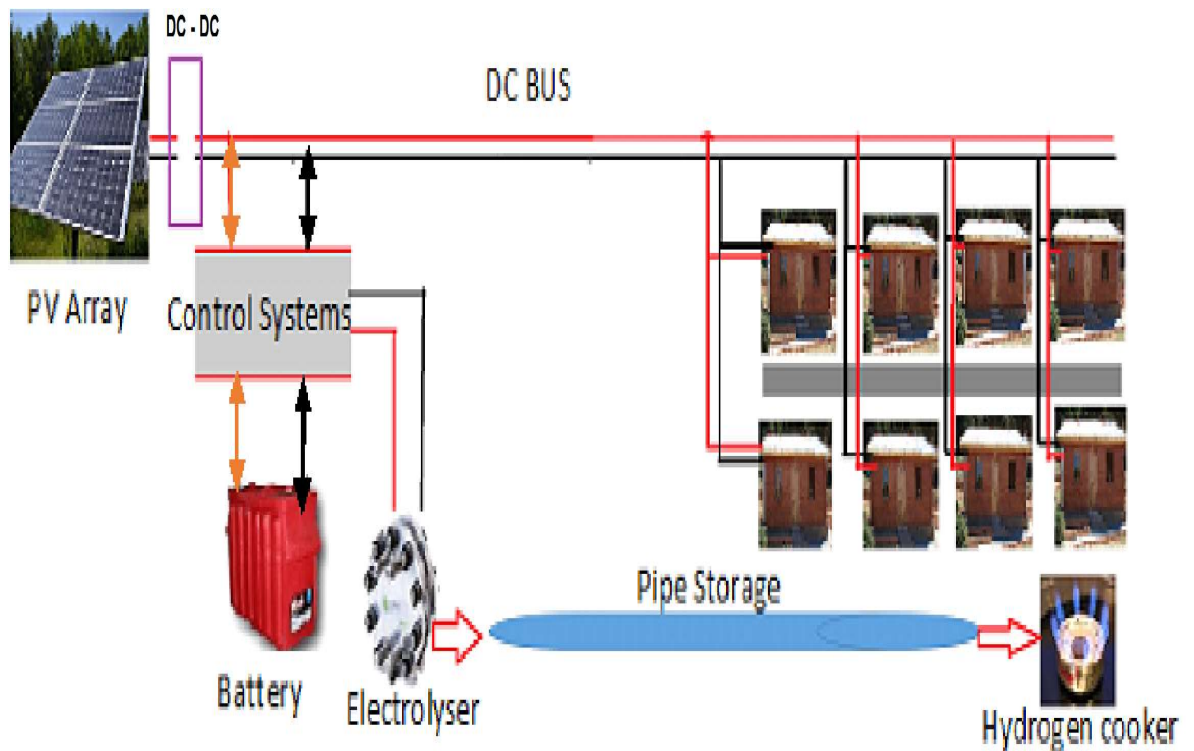 DC - DC
DC BUS
PV Array
Control Systems
Pipe Storage
Battery
Electrolyser
Hydrogen cooker